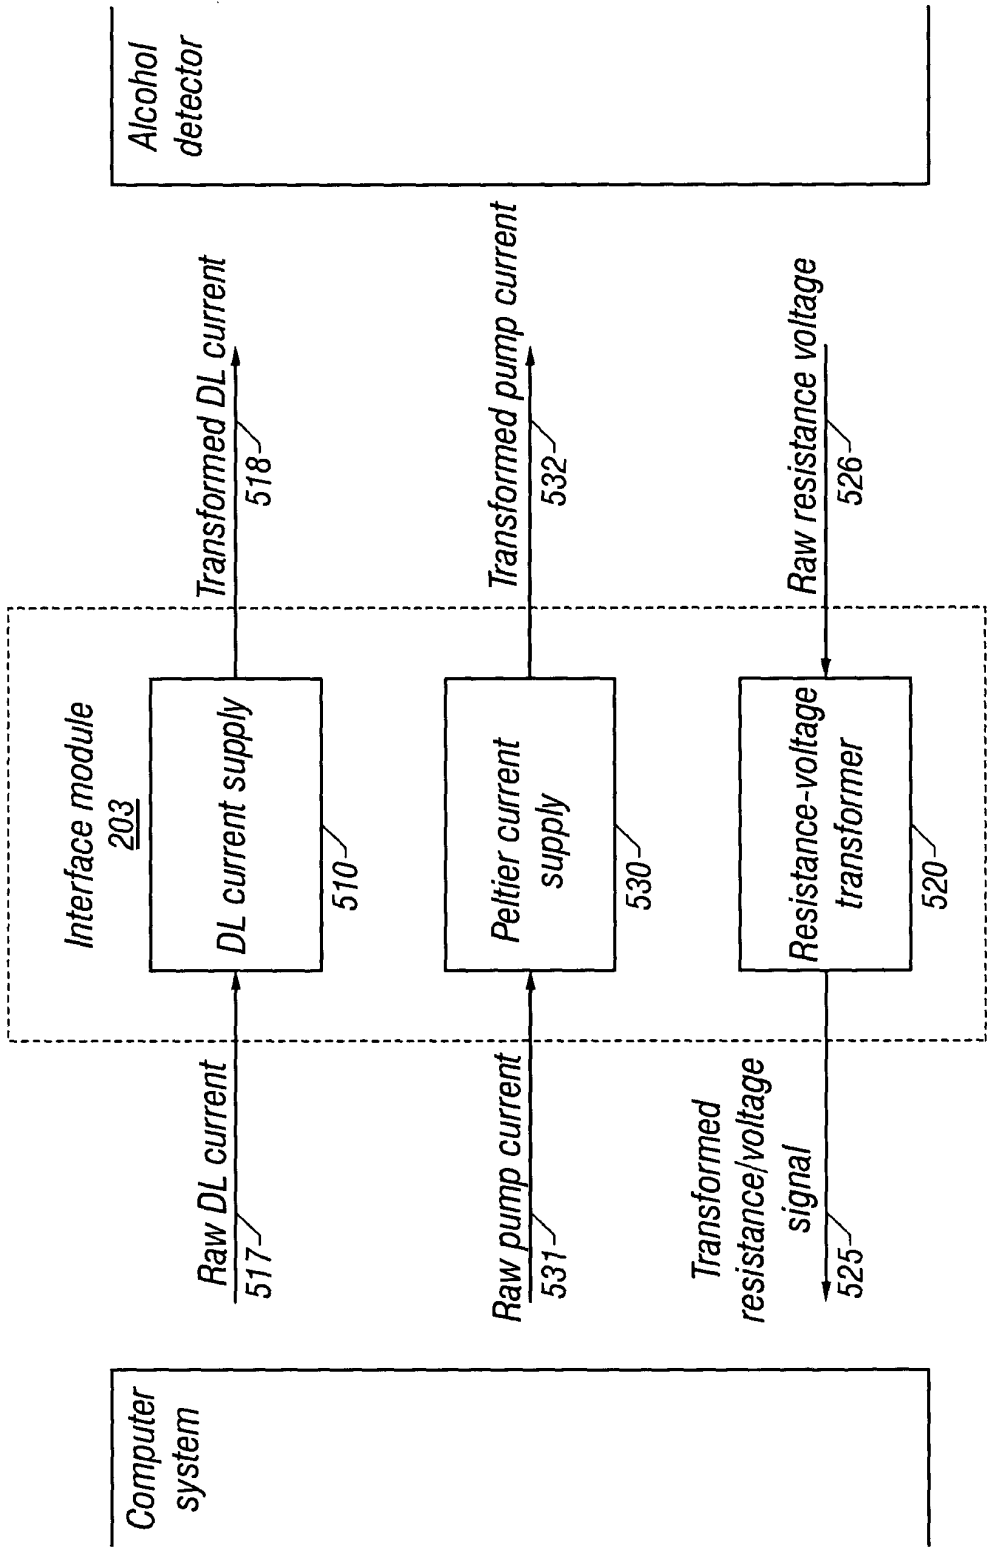 Computer
system
Raw DL current
517
Raw pump current
531
Transformed
resistance/voltage
signal
525
Interface module
203
DL current supply
510
Peltier current
supply
530
Resistance-voltage
transformer
520
Transformed DL current
518
Transformed pump current
532
Raw resistance voltage
526
Alcohol
detector